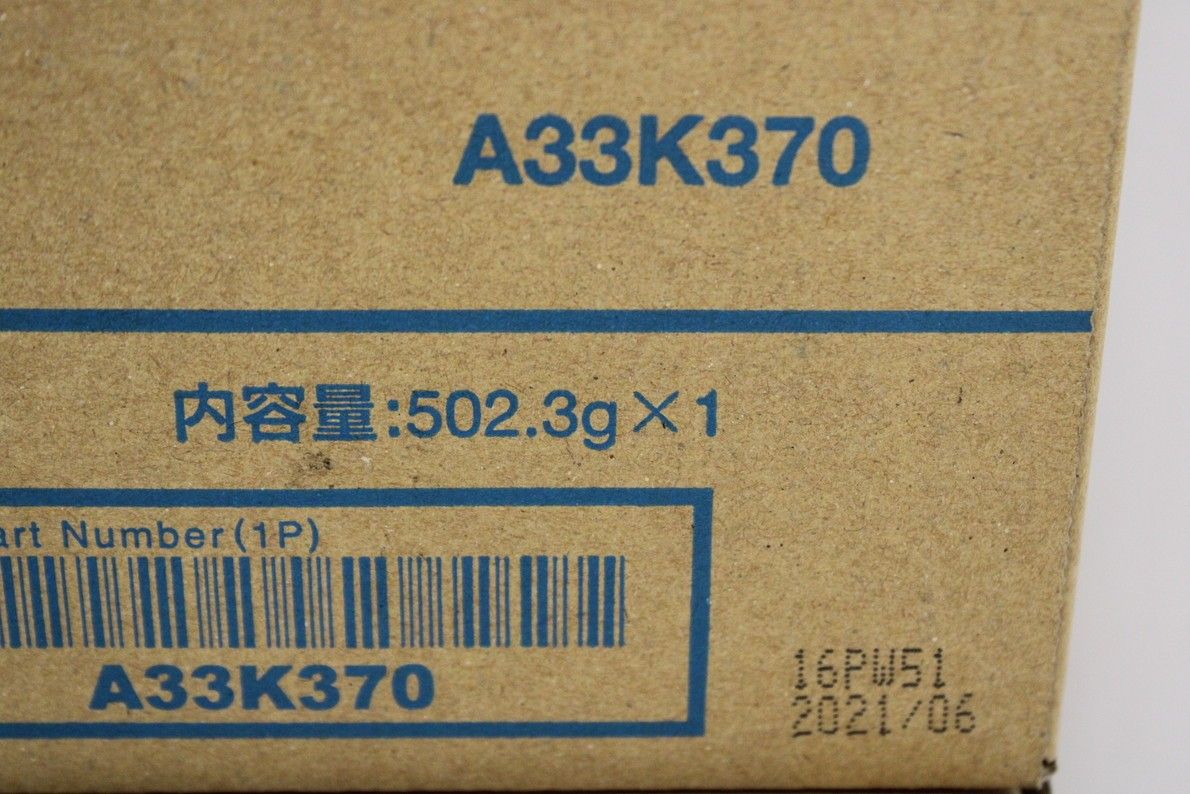 A33K370
内容量:502.3g×1
art Number(1P)
A33K370
16PW51
2021/06